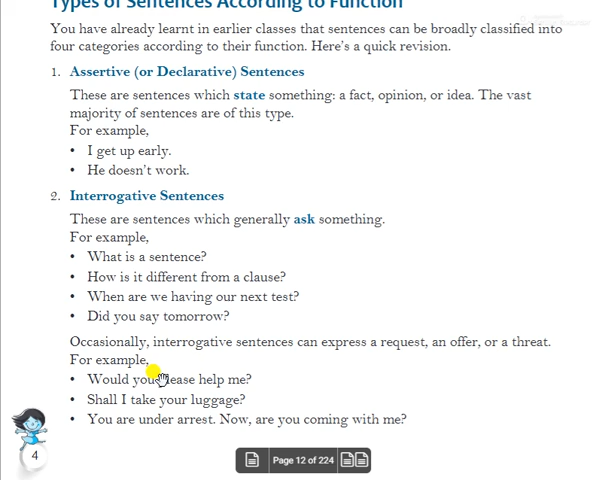 Types of Sentences According to Function
You have already learnt in earlier classes that sentences can be broadly classified into
four categories according to their function. Here's a quick revision.
1. Assertive (or Declarative) Sentences
These are sentences which state something: a fact, opinion, or idea. The vast
majority of sentences are of this type.
For example,
• I get up early.
• He doesn't work.
2. Interrogative Sentences
These are sentences which generally ask something.
For example,
• What is a sentence?
• How is it different from a clause?
• When are we having our next test?
• Did you say tomorrow?
Occasionally, interrogative sentences can express a request, an offer, or a threat.
For example,
• Would you please help me?
• Shall I take your luggage?
• You are under arrest. Now, are you coming with me?
4
Page 12 of 224